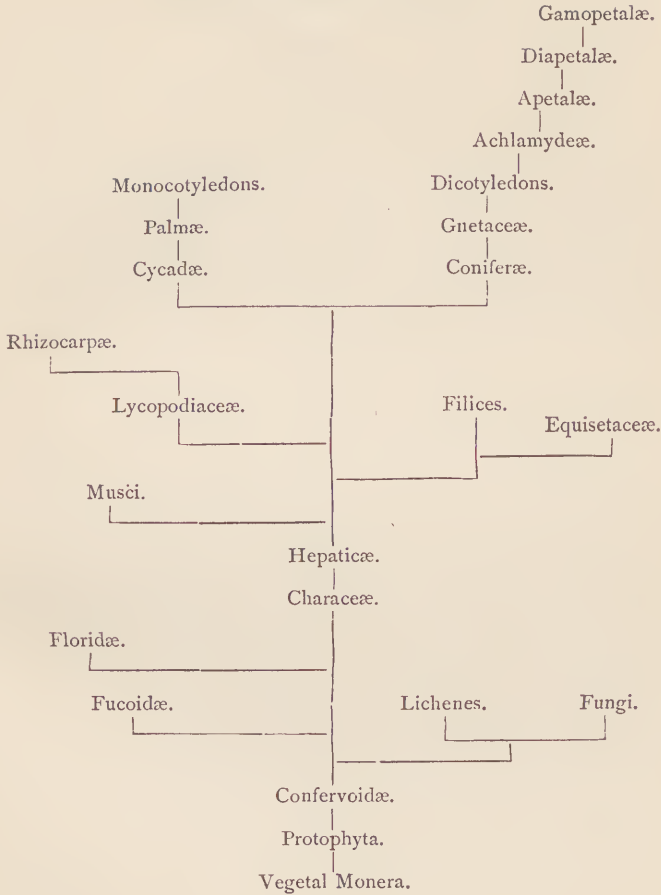 Gamopetalæ.
Diapetalæ.
Apetalæ.
Achlamydeæ.
Monocotyledons. Dicotyledons.
Palmæ. Gnetaceæ.
Cycadæ. Coniferæ.
Rhizocarpæ.
Lycopodiaceæ. Filices.
Equisetaceæ.
Musci.
Hepaticæ.
Characeæ.
Floridæ.
Fucoidæ. Lichenes. Fungi.
Confervoidæ.
Protophyta.
Vegetal Monera.